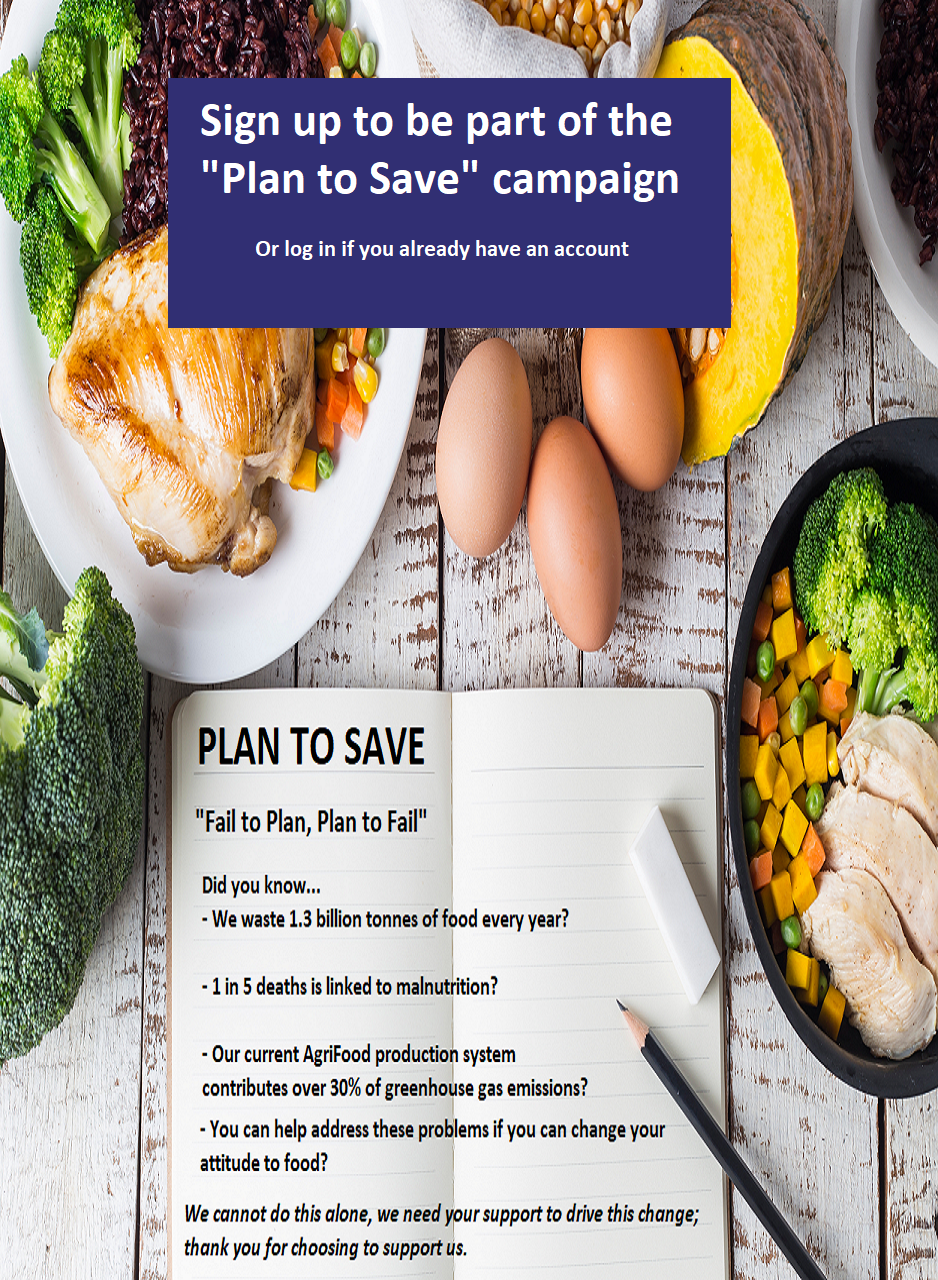 Sign up to be part of the
"Plan to Save" campaign
Or log in if you already have an account
PLAN TO SAVE
"Fail to Plan, Plan to Fail"
Did you know...
- We waste 1.3 billion tonnes of food every year?
- 1 in 5 deaths is linked to malnutrition?
- Our current AgriFood production system
contributes over 30% of greenhouse gas emissions?
- You can help address these problems if you can change your
attitude to food?
We cannot do this alone, we need your support to drive this change;
thank you for choosing to support us.